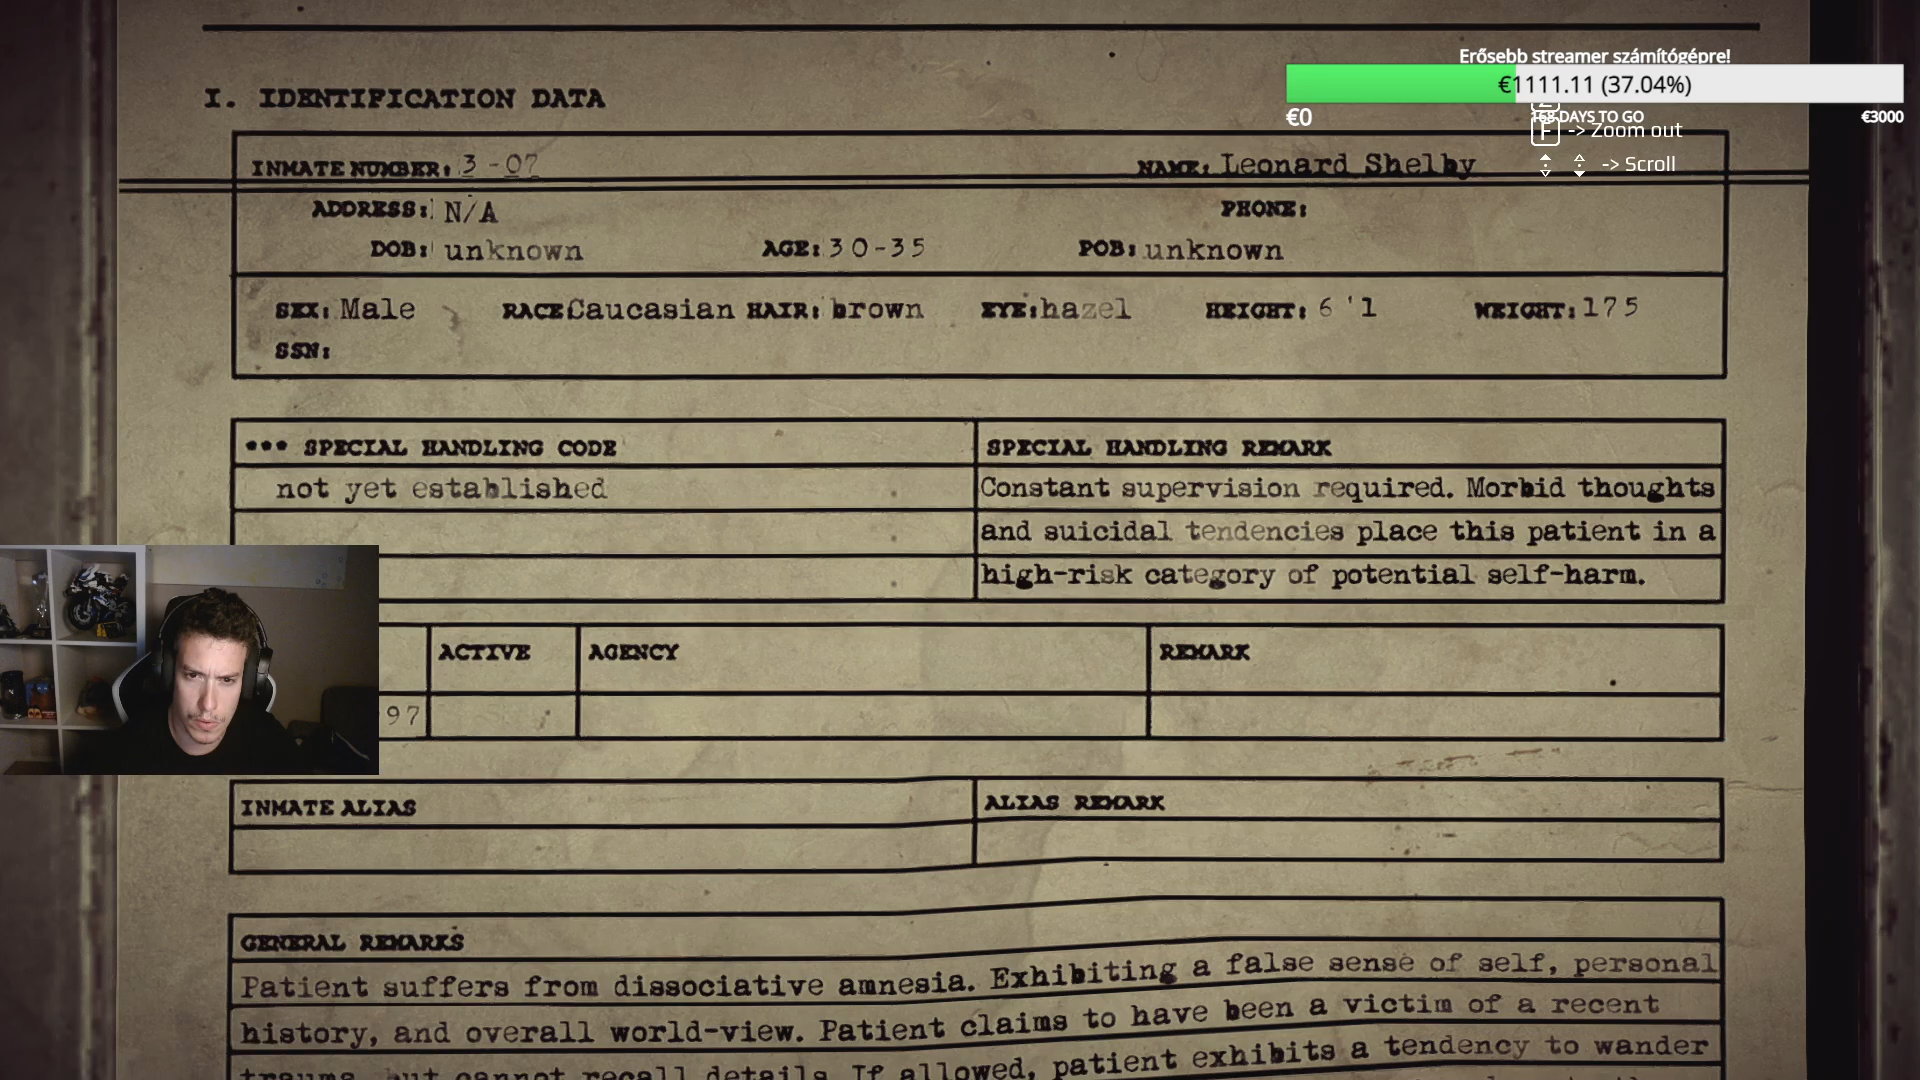 Erősebb streamer számítógépre!
€1111.11 (37.04%)
€0
168 DAYS TO GO
€3000
F -> Zoom out
-> Scroll
I. IDENTIFICATION DATA
INMATE NUMBER: 3-07 NAME: Leonard Shelby
ADDRESS: N/A PHONE:
DOB: unknown AGE: 30-35 POB: unknown
SEX: Male RACE: Caucasian HAIR: brown EYE: hazel HEIGHT: 6'1 WEIGHT: 175
SSN:
*** SPECIAL HANDLING CODE
not yet established
SPECIAL HANDLING REMARK
Constant supervision required. Morbid thoughts
and suicidal tendencies place this patient in a
high-risk category of potential self-harm.
ACTIVE AGENCY REMARK
97
INMATE ALIAS ALIAS REMARK
GENERAL REMARKS
Patient suffers from dissociative amnesia. Exhibiting a false sense of self, personal
history, and overall world-view. Patient claims to have been a victim of a recent
trauma, but cannot recall details. If allowed, patient exhibits a tendency to wander